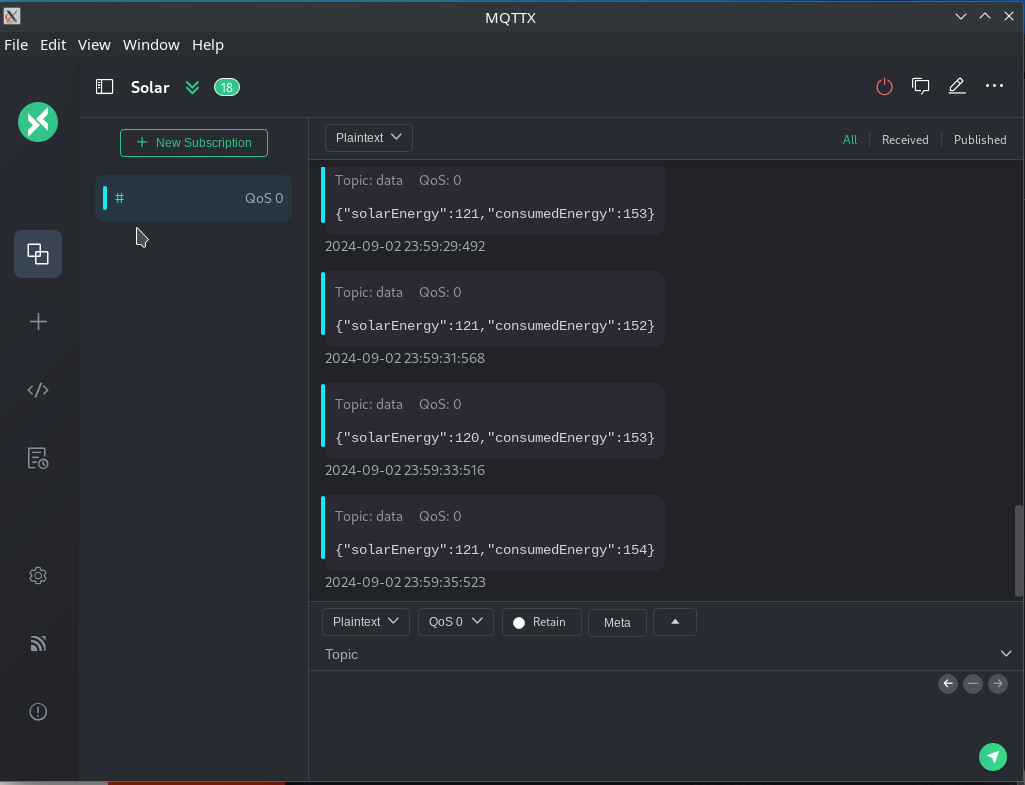 MQTTX
File Edit View Window Help
Solar 18
+ New Subscription
# QoS 0
Plaintext All Received Published
Topic: data QoS: 0
{"solarEnergy":121,"consumedEnergy":153}
2024-09-02 23:59:29:492
Topic: data QoS: 0
{"solarEnergy":121,"consumedEnergy":152}
2024-09-02 23:59:31:568
Topic: data QoS: 0
{"solarEnergy":120,"consumedEnergy":153}
2024-09-02 23:59:33:516
Topic: data QoS: 0
{"solarEnergy":121,"consumedEnergy":154}
2024-09-02 23:59:35:523
Plaintext QoS 0 Retain Meta
Topic